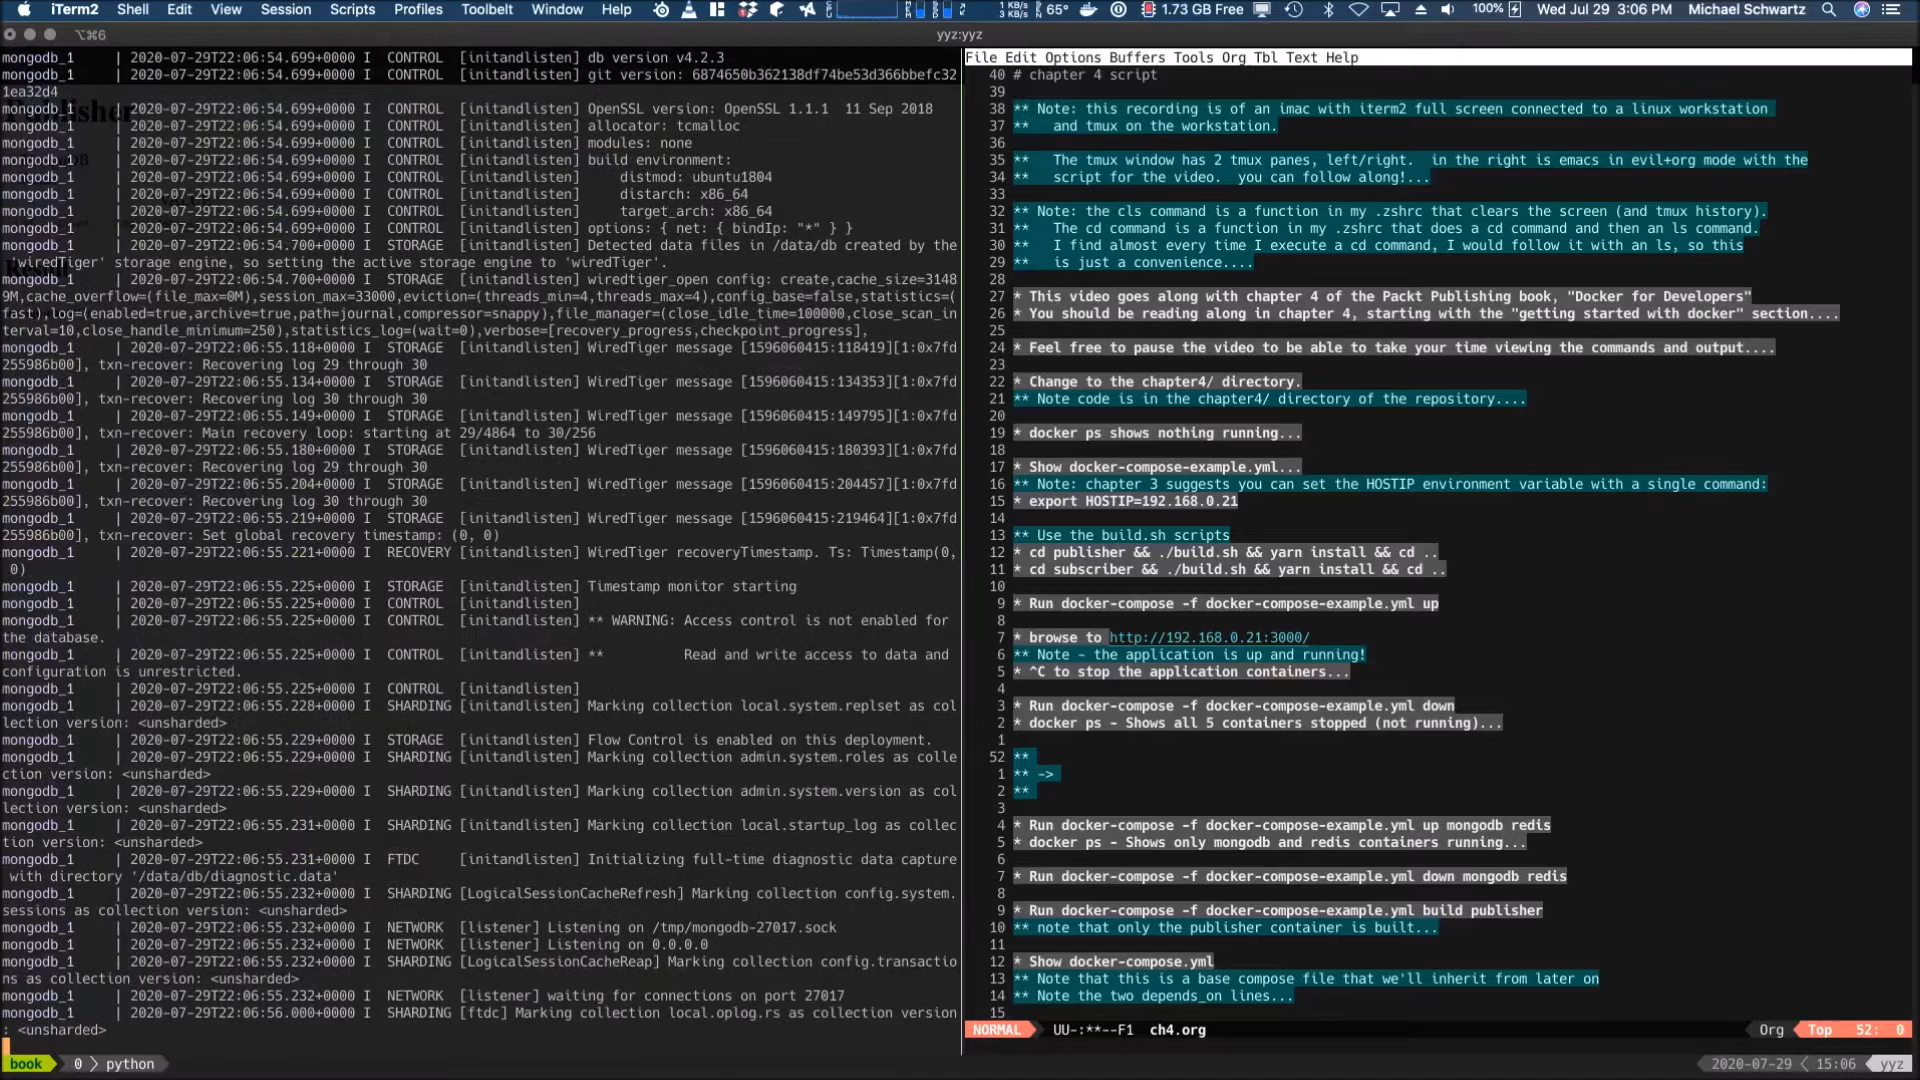 iTerm2 Shell Edit View Session Scripts Profiles Toolbelt Window Help 1 KB/s 3 KB/s 65° 1.73 GB Free 100% Wed Jul 29 3:06 PM Michael Schwartz
⌥⌘6 yyz:yyz
mongodb_1 | 2020-07-29T22:06:54.699+0000 I CONTROL [initandlisten] db version v4.2.3
mongodb_1 | 2020-07-29T22:06:54.699+0000 I CONTROL [initandlisten] git version: 6874650b362138df74be53d366bbefc32
1ea32d4
mongodb_1 | 2020-07-29T22:06:54.699+0000 I CONTROL [initandlisten] OpenSSL version: OpenSSL 1.1.1 11 Sep 2018
mongodb_1 | 2020-07-29T22:06:54.699+0000 I CONTROL [initandlisten] allocator: tcmalloc
mongodb_1 | 2020-07-29T22:06:54.699+0000 I CONTROL [initandlisten] modules: none
mongodb_1 | 2020-07-29T22:06:54.699+0000 I CONTROL [initandlisten] build environment:
mongodb_1 | 2020-07-29T22:06:54.699+0000 I CONTROL [initandlisten] distmod: ubuntu1804
mongodb_1 | 2020-07-29T22:06:54.699+0000 I CONTROL [initandlisten] distarch: x86_64
mongodb_1 | 2020-07-29T22:06:54.699+0000 I CONTROL [initandlisten] target_arch: x86_64
mongodb_1 | 2020-07-29T22:06:54.699+0000 I CONTROL [initandlisten] options: { net: { bindIp: "*" } }
mongodb_1 | 2020-07-29T22:06:54.700+0000 I STORAGE [initandlisten] Detected data files in /data/db created by the
'wiredTiger' storage engine, so setting the active storage engine to 'wiredTiger'.
mongodb_1 | 2020-07-29T22:06:54.700+0000 I STORAGE [initandlisten] wiredtiger_open config: create,cache_size=3148
9M,cache_overflow=(file_max=0M),session_max=33000,eviction=(threads_min=4,threads_max=4),config_base=false,statistics=(
fast),log=(enabled=true,archive=true,path=journal,compressor=snappy),file_manager=(close_idle_time=100000,close_scan_in
terval=10,close_handle_minimum=250),statistics_log=(wait=0),verbose=[recovery_progress,checkpoint_progress],
mongodb_1 | 2020-07-29T22:06:55.118+0000 I STORAGE [initandlisten] WiredTiger message [1596060415:118419][1:0x7fd
255986b00], txn-recover: Recovering log 29 through 30
mongodb_1 | 2020-07-29T22:06:55.134+0000 I STORAGE [initandlisten] WiredTiger message [1596060415:134353][1:0x7fd
255986b00], txn-recover: Recovering log 30 through 30
mongodb_1 | 2020-07-29T22:06:55.149+0000 I STORAGE [initandlisten] WiredTiger message [1596060415:149795][1:0x7fd
255986b00], txn-recover: Main recovery loop: starting at 29/4864 to 30/256
mongodb_1 | 2020-07-29T22:06:55.180+0000 I STORAGE [initandlisten] WiredTiger message [1596060415:180393][1:0x7fd
255986b00], txn-recover: Recovering log 29 through 30
mongodb_1 | 2020-07-29T22:06:55.204+0000 I STORAGE [initandlisten] WiredTiger message [1596060415:204457][1:0x7fd
255986b00], txn-recover: Recovering log 30 through 30
mongodb_1 | 2020-07-29T22:06:55.219+0000 I STORAGE [initandlisten] WiredTiger message [1596060415:219464][1:0x7fd
255986b00], txn-recover: Set global recovery timestamp: (0, 0)
mongodb_1 | 2020-07-29T22:06:55.221+0000 I RECOVERY [initandlisten] WiredTiger recoveryTimestamp. Ts: Timestamp(0,
0)
mongodb_1 | 2020-07-29T22:06:55.225+0000 I STORAGE [initandlisten] Timestamp monitor starting
mongodb_1 | 2020-07-29T22:06:55.225+0000 I CONTROL [initandlisten]
mongodb_1 | 2020-07-29T22:06:55.225+0000 I CONTROL [initandlisten] ** WARNING: Access control is not enabled for
the database.
mongodb_1 | 2020-07-29T22:06:55.225+0000 I CONTROL [initandlisten] ** Read and write access to data and
configuration is unrestricted.
mongodb_1 | 2020-07-29T22:06:55.225+0000 I CONTROL [initandlisten]
mongodb_1 | 2020-07-29T22:06:55.228+0000 I SHARDING [initandlisten] Marking collection local.system.replset as col
lection version: <unsharded>
mongodb_1 | 2020-07-29T22:06:55.229+0000 I STORAGE [initandlisten] Flow Control is enabled on this deployment.
mongodb_1 | 2020-07-29T22:06:55.229+0000 I SHARDING [initandlisten] Marking collection admin.system.roles as colle
ction version: <unsharded>
mongodb_1 | 2020-07-29T22:06:55.229+0000 I SHARDING [initandlisten] Marking collection admin.system.version as col
lection version: <unsharded>
mongodb_1 | 2020-07-29T22:06:55.231+0000 I SHARDING [initandlisten] Marking collection local.startup_log as collec
tion version: <unsharded>
mongodb_1 | 2020-07-29T22:06:55.231+0000 I FTDC [initandlisten] Initializing full-time diagnostic data capture
with directory '/data/db/diagnostic.data'
mongodb_1 | 2020-07-29T22:06:55.232+0000 I SHARDING [LogicalSessionCacheRefresh] Marking collection config.system.
sessions as collection version: <unsharded>
mongodb_1 | 2020-07-29T22:06:55.232+0000 I NETWORK [listener] Listening on /tmp/mongodb-27017.sock
mongodb_1 | 2020-07-29T22:06:55.232+0000 I NETWORK [listener] Listening on 0.0.0.0
mongodb_1 | 2020-07-29T22:06:55.232+0000 I SHARDING [LogicalSessionCacheReap] Marking collection config.transactio
ns as collection version: <unsharded>
mongodb_1 | 2020-07-29T22:06:55.232+0000 I NETWORK [listener] waiting for connections on port 27017
mongodb_1 | 2020-07-29T22:06:56.000+0000 I SHARDING [ftdc] Marking collection local.oplog.rs as collection version
: <unsharded>
File Edit Options Buffers Tools Org Tbl Text Help
40 # chapter 4 script
39
38 ** Note: this recording is of an imac with iterm2 full screen connected to a linux workstation
37 ** and tmux on the workstation.
36
35 ** The tmux window has 2 tmux panes, left/right. in the right is emacs in evil+org mode with the
34 ** script for the video. you can follow along!...
33
32 ** Note: the cls command is a function in my .zshrc that clears the screen (and tmux history).
31 ** The cd command is a function in my .zshrc that does a cd command and then an ls command.
30 ** I find almost every time I execute a cd command, I would follow it with an ls, so this
29 ** is just a convenience....
28
27 * This video goes along with chapter 4 of the Packt Publishing book, "Docker for Developers"
26 * You should be reading along in chapter 4, starting with the "getting started with docker" section....
25
24 * Feel free to pause the video to be able to take your time viewing the commands and output....
23
22 * Change to the chapter4/ directory.
21 ** Note code is in the chapter4/ directory of the repository....
20
19 * docker ps shows nothing running...
18
17 * Show docker-compose-example.yml...
16 ** Note: chapter 3 suggests you can set the HOSTIP environment variable with a single command:
15 * export HOSTIP=192.168.0.21
14
13 ** Use the build.sh scripts
12 * cd publisher && ./build.sh && yarn install && cd ..
11 * cd subscriber && ./build.sh && yarn install && cd ..
10
9 * Run docker-compose -f docker-compose-example.yml up
8
7 * browse to http://192.168.0.21:3000/
6 ** Note - the application is up and running!
5 * ^C to stop the application containers...
4
3 * Run docker-compose -f docker-compose-example.yml down
2 * docker ps - Shows all 5 containers stopped (not running)...
1
52 **
1 ** ->
2 **
3
4 * Run docker-compose -f docker-compose-example.yml up mongodb redis
5 * docker ps - Shows only mongodb and redis containers running...
6
7 * Run docker-compose -f docker-compose-example.yml down mongodb redis
8
9 * Run docker-compose -f docker-compose-example.yml build publisher
10 ** note that only the publisher container is built...
11
12 * Show docker-compose.yml
13 ** Note that this is a base compose file that we'll inherit from later on
14 ** Note the two depends_on lines...
15
NORMAL UU-:**--F1 ch4.org Org Top 52: 0
book 0 python 2020-07-29 15:06 yyz